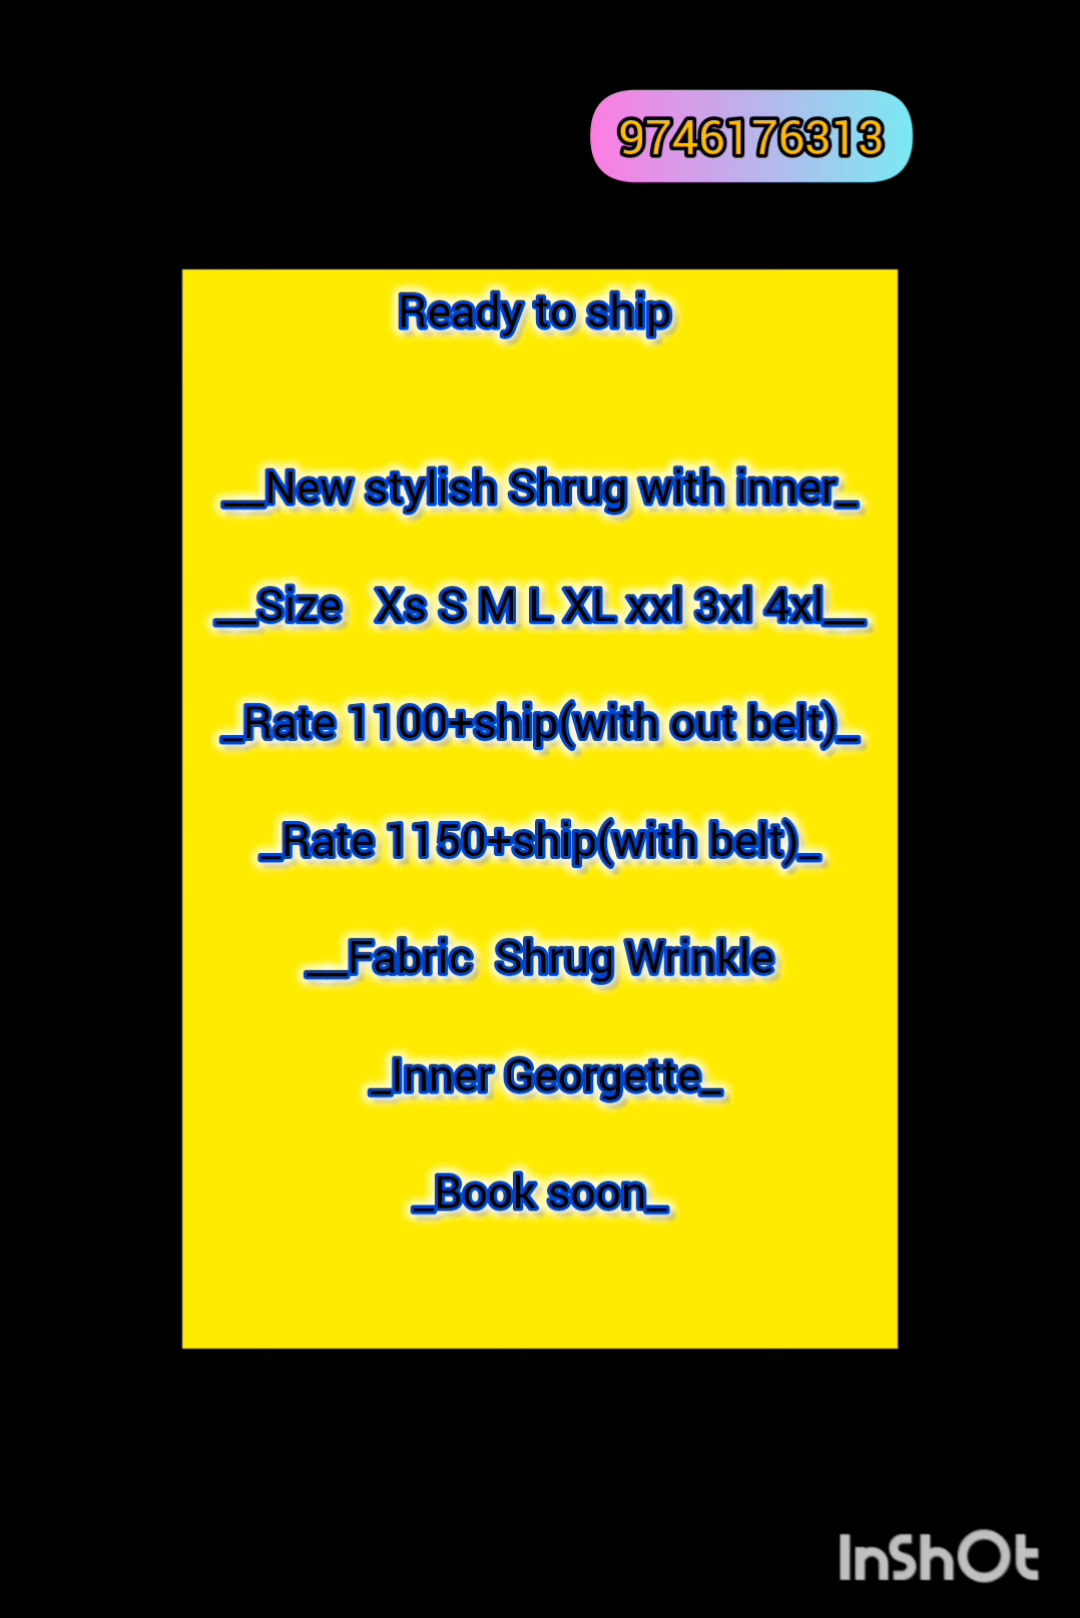 9746176313
Ready to ship
__New stylish Shrug with inner_
__Size   Xs S M L XL xxl 3xl 4xl__
_Rate 1100+ship(with out belt)_
_Rate 1150+ship(with belt)_
__Fabric  Shrug Wrinkle
_Inner Georgette_
_Book soon_
InShOt